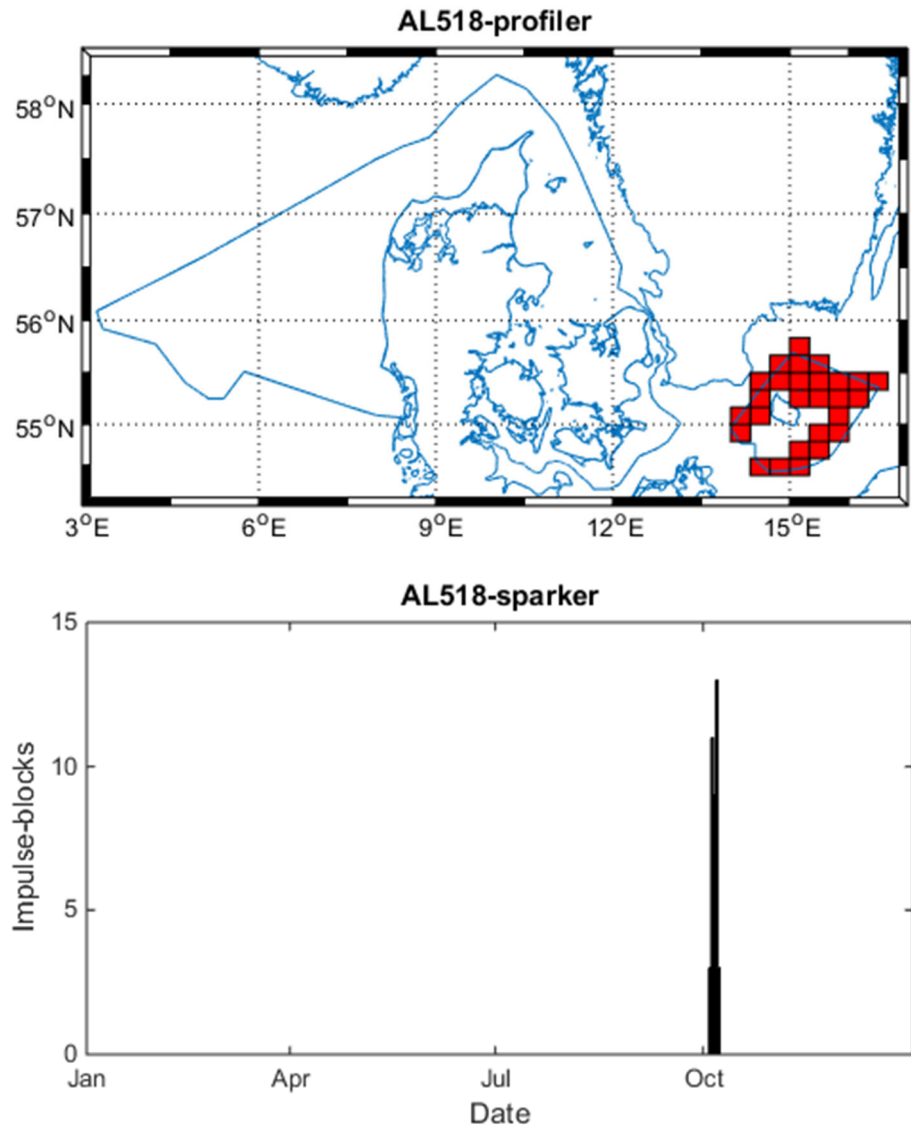 AL518-profiler
58°N
57°N
56°N
55°N
3°E 6°E 9°E 12°E 15°E
AL518-sparker
15
10
5
0
Impulse-blocks
Jan Apr Jul Oct
Date